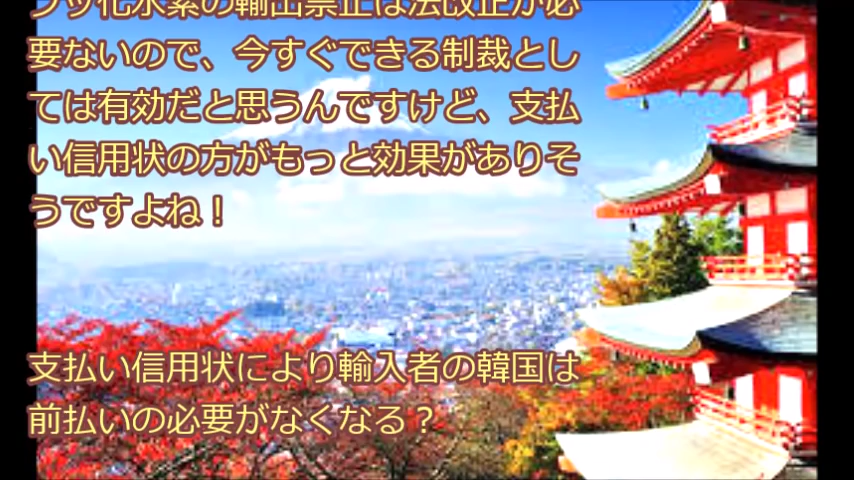 フッ化水素の輸出禁止は法改正が必
要ないので、今すぐできる制裁とし
ては有効だと思うんですけど、支払
い信用状の方がもっと効果がありそ
うですよね！
支払い信用状により輸入者の韓国は
前払いの必要がなくなる？